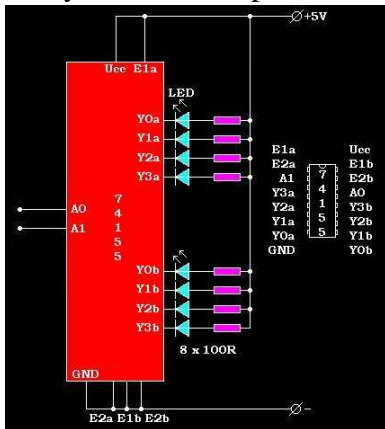 +5V
Ucc E1a
LED
Y0a
Y1a
Y2a
Y3a
A0
A1
7
4
1
5
5
Y0b
Y1b
Y2b
Y3b
8 x 100R
GND
E2a E1b E2b
-
E1a Ucc
E2a E1b
A1 7 E2b
Y3a 4 A0
Y2a 1 Y3b
Y1a 5 Y2b
Y0a 5 Y1b
GND Y0b